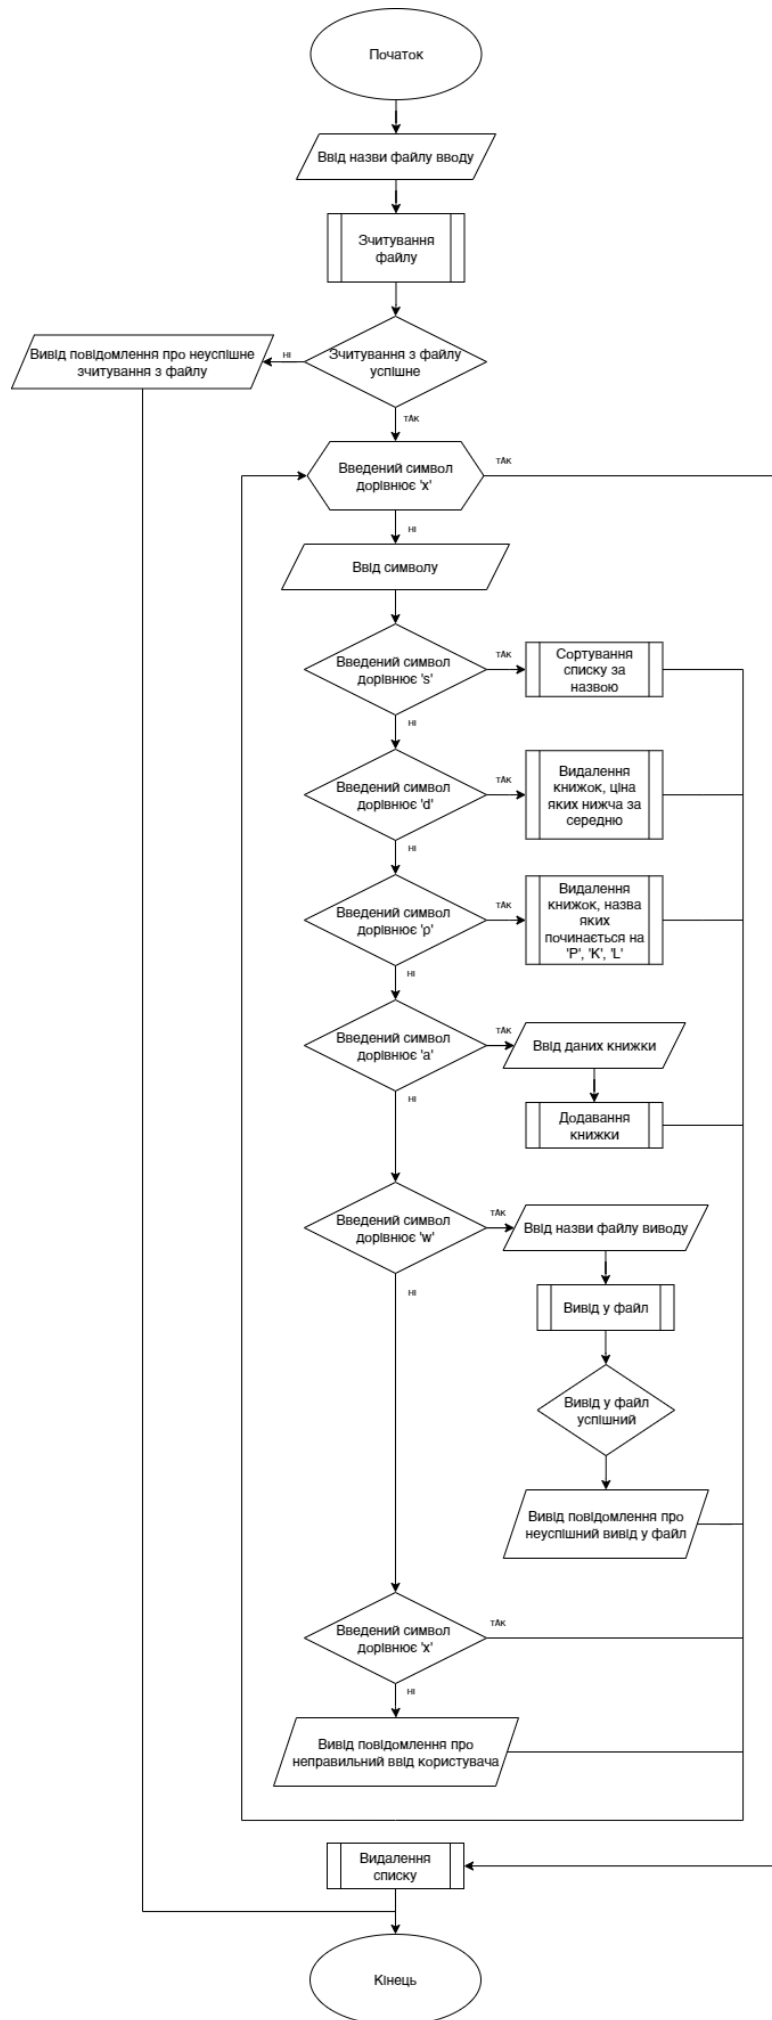 Початок
Ввід назви файлу вводу
Зчитування
файлу
Зчитування з файлу
успішне
ні
Вивід повідомлення про неуспішне
зчитування з файлу
так
Введений символ
дорівнює 'x'
так
ні
Ввід символу
Введений символ
дорівнює 's'
так
Сортування
списку за
назвою
ні
Введений символ
дорівнює 'd'
так
Видалення
книжок, ціна
яких нижча за
середню
ні
Введений символ
дорівнює 'p'
так
Видалення
книжок, назва
яких
починається на
'P', 'K', 'L'
ні
Введений символ
дорівнює 'a'
так
Ввід даних книжки
Додавання
книжки
ні
Введений символ
дорівнює 'w'
так
Ввід назви файлу виводу
ні
Вивід у файл
Вивід у файл
успішний
Вивід повідомлення про
неуспішний вивід у файл
Введений символ
дорівнює 'x'
так
ні
Вивід повідомлення про
неправильний ввід користувача
Видалення
списку
Кінець